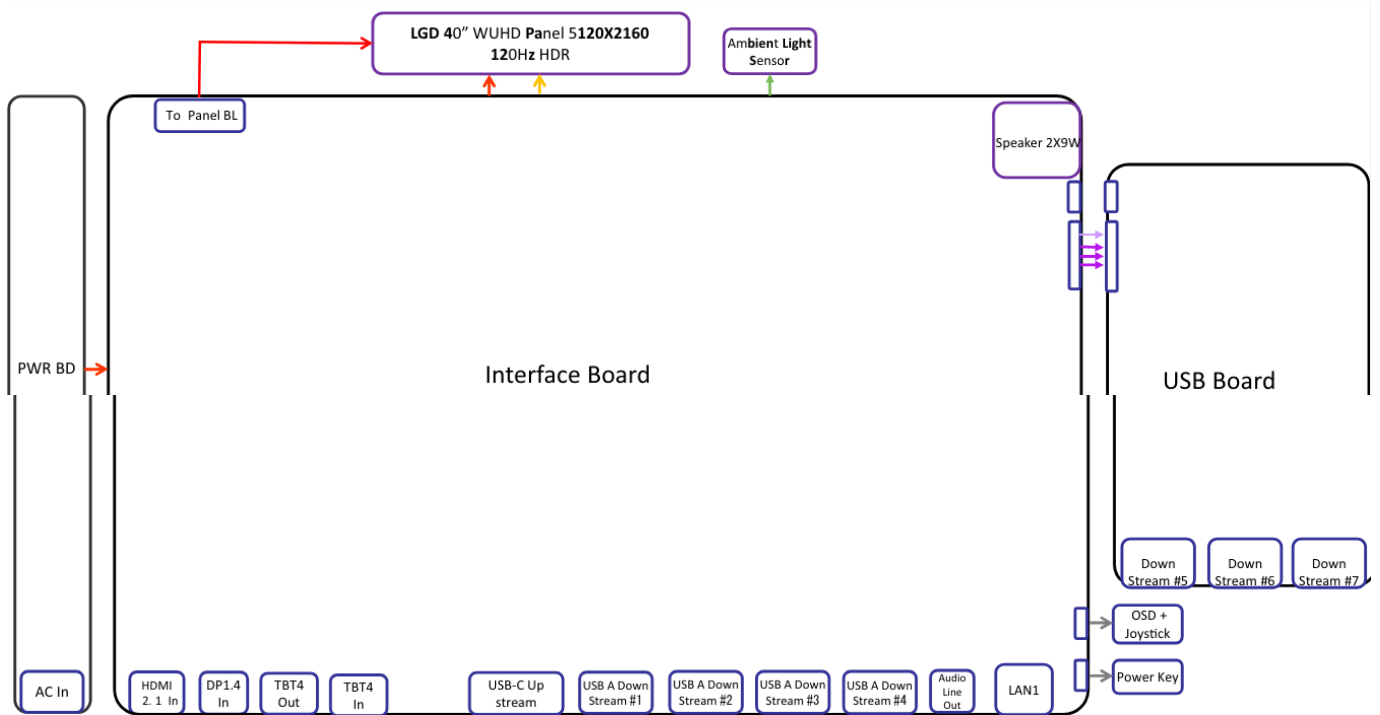 LGD 40” WUHD Panel 5120X2160
120Hz HDR
Ambient Light
Sensor
To Panel BL
Speaker 2X9W
PWR BD
Interface Board
USB Board
Down
Stream #5
Down
Stream #6
Down
Stream #7
OSD +
Joystick
Power Key
AC In
HDMI
2. 1 In
DP1.4
In
TBT4
Out
TBT4
In
USB-C Up
stream
USB A Down
Stream #1
USB A Down
Stream #2
USB A Down
Stream #3
USB A Down
Stream #4
Audio
Line
Out
LAN1